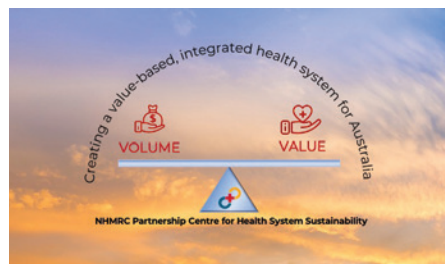 Creating a value-based, integrated health system for Australia
$
VOLUME
VALUE
NHMRC Partnership Centre for Health System Sustainability